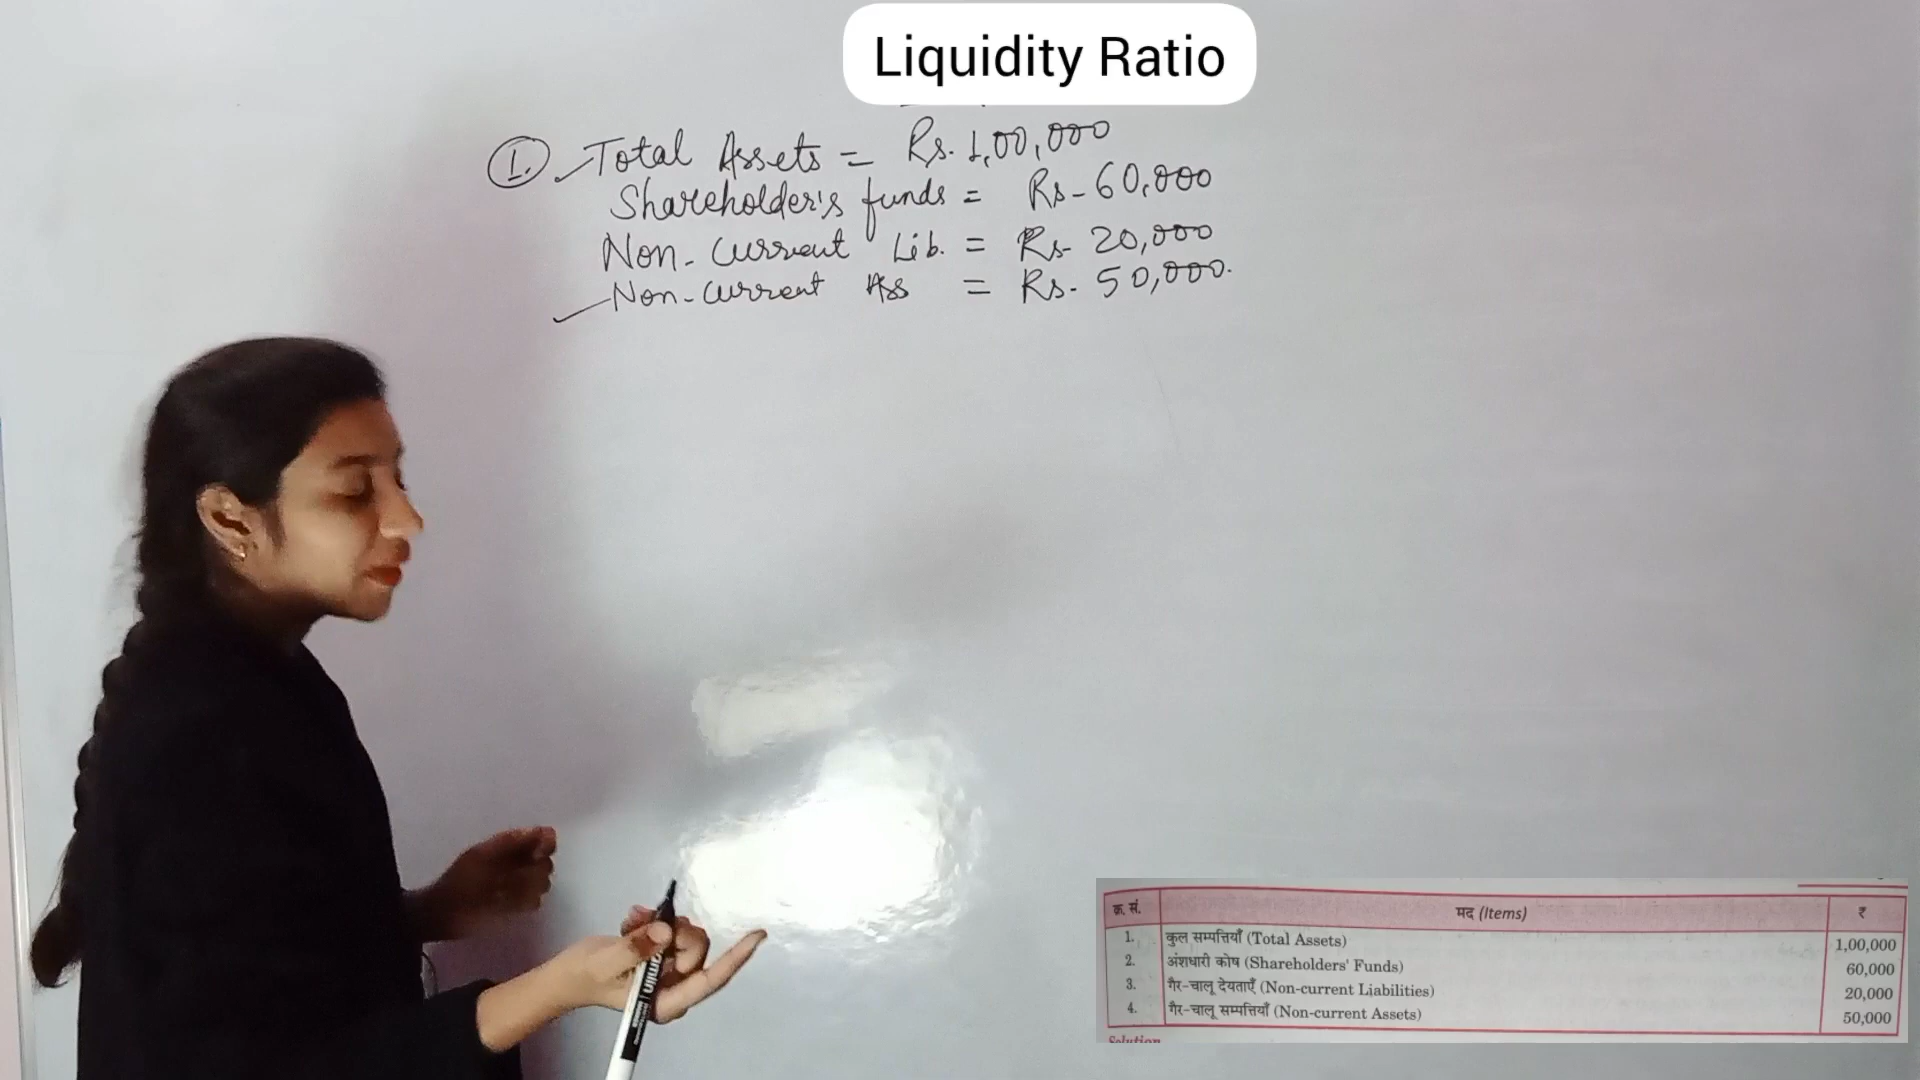 Liquidity Ratio
1. Total Assets = Rs. 1,00,000
Shareholder's funds = Rs - 60,000
Non-current Lib. = Rs- 20,000
Non-current Ass = Rs. 50,000.
क्र. सं. मद (Items) ₹
1. कुल सम्पत्तियाँ (Total Assets) 1,00,000
2. अंशधारी कोष (Shareholders' Funds) 60,000
3. गैर-चालू देयताएँ (Non-current Liabilities) 20,000
4. गैर-चालू सम्पत्तियाँ (Non-current Assets) 50,000
Solution